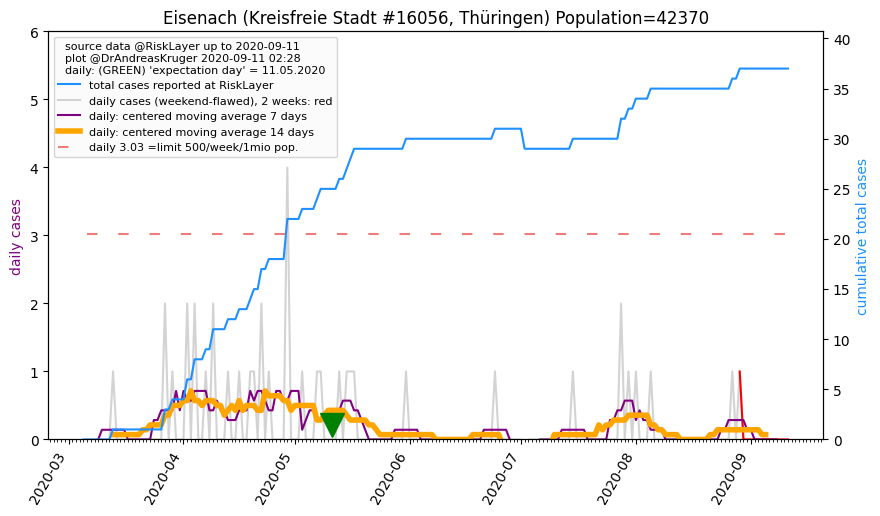 Eisenach (Kreisfreie Stadt #16056, Thüringen) Population=42370
source data @RiskLayer up to 2020-09-11
plot @DrAndreasKruger 2020-09-11 02:28
daily: (GREEN) 'expectation day' = 11.05.2020
total cases reported at RiskLayer
daily cases (weekend-flawed), 2 weeks: red
daily: centered moving average 7 days
daily: centered moving average 14 days
daily 3.03 =limit 500/week/1mio pop.
daily cases
6
5
4
3
2
1
0
40
35
30
25
20
15
10
5
0
cumulative total cases
2020-03
2020-04
2020-05
2020-06
2020-07
2020-08
2020-09